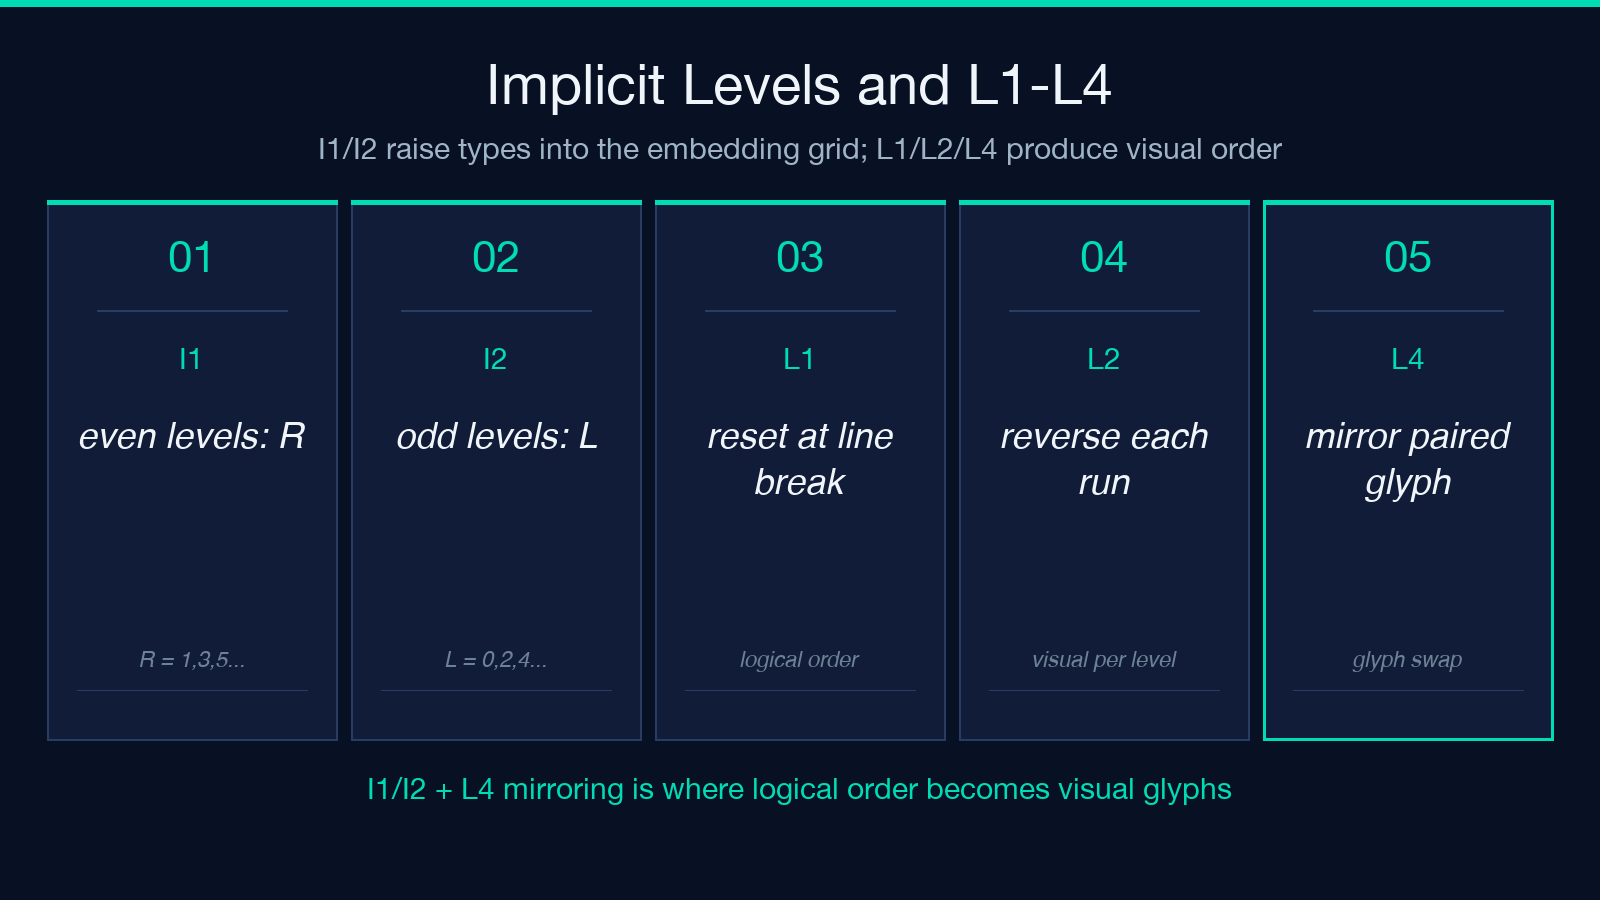 Implicit Levels and L1-L4
I1/I2 raise types into the embedding grid; L1/L2/L4 produce visual order
01
I1
even levels: R
R = 1,3,5...
02
I2
odd levels: L
L = 0,2,4...
03
L1
reset at line
break
logical order
04
L2
reverse each
run
visual per level
05
L4
mirror paired
glyph
glyph swap
I1/I2 + L4 mirroring is where logical order becomes visual glyphs